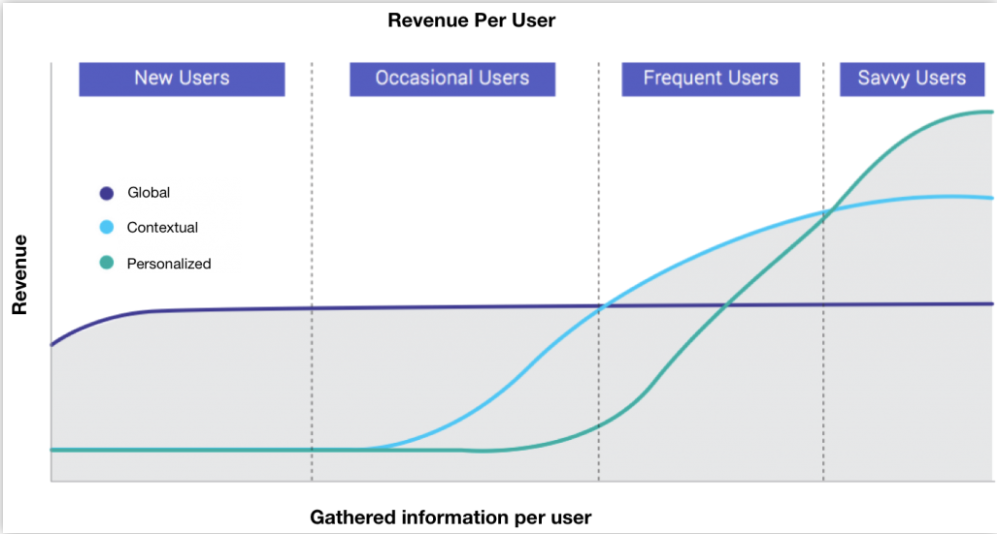 Revenue Per User
New Users
Occasional Users
Frequent Users
Savvy Users
Global
Contextual
Personalized
Revenue
Gathered information per user